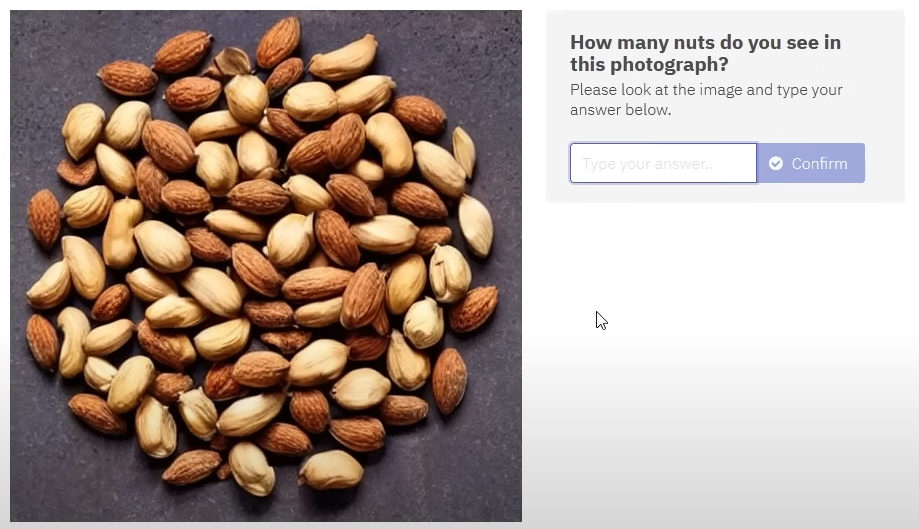 How many nuts do you see in
this photograph?
Please look at the image and type your
answer below.
Type your answer..
Confirm